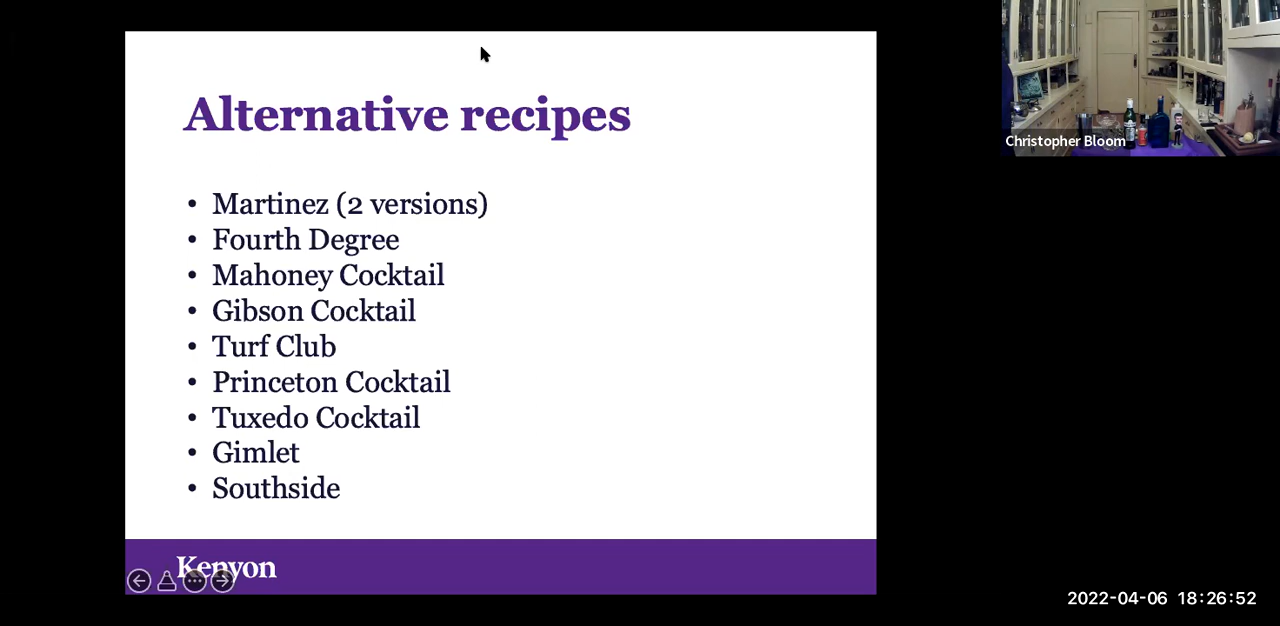 Alternative recipes
• Martinez (2 versions)
• Fourth Degree
• Mahoney Cocktail
• Gibson Cocktail
• Turf Club
• Princeton Cocktail
• Tuxedo Cocktail
• Gimlet
• Southside
Kenyon
Christopher Bloom
2022-04-06 18:26:52